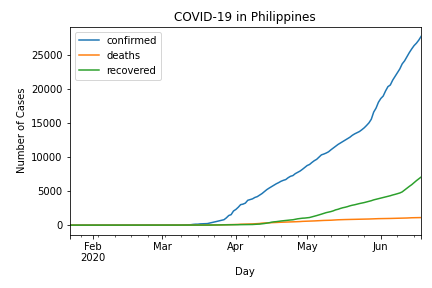 COVID-19 in Philippines
confirmed
deaths
recovered
Number of Cases
25000
20000
15000
10000
5000
0
Feb Mar Apr May Jun
2020
Day